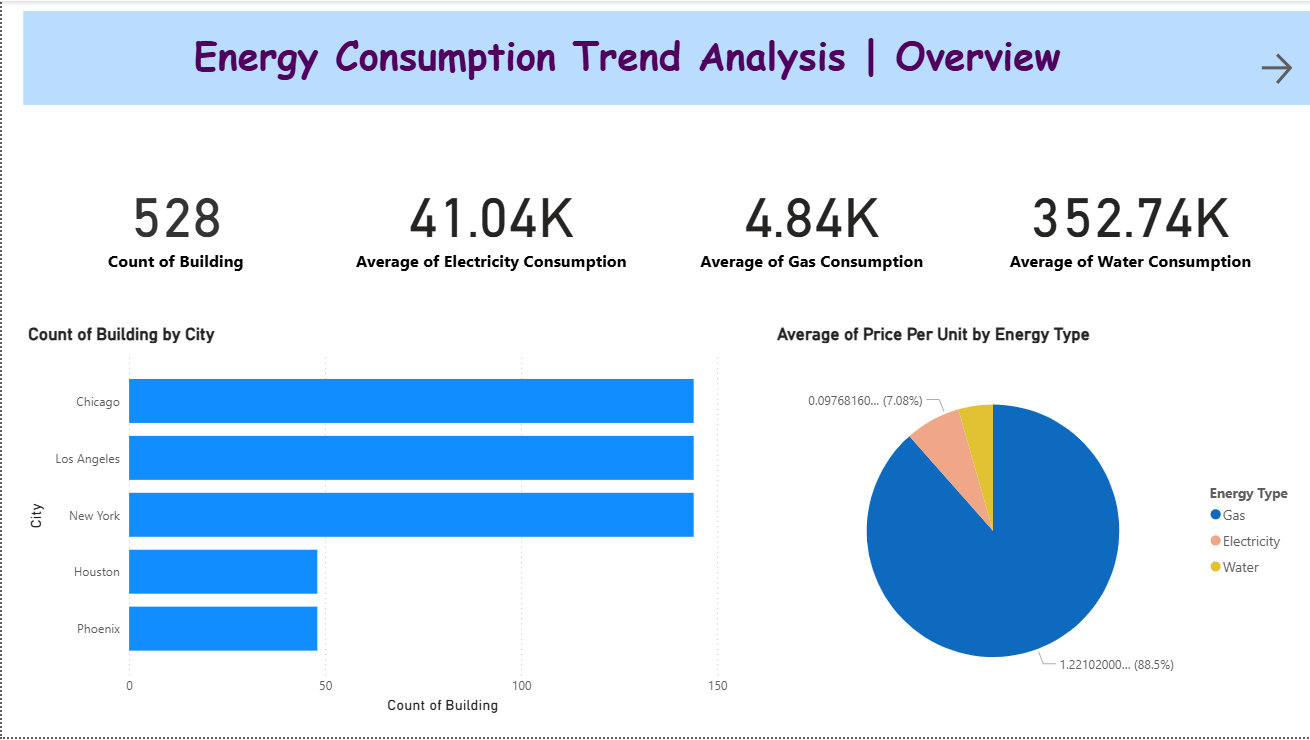 Energy Consumption Trend Analysis | Overview
528
Count of Building
41.04K
Average of Electricity Consumption
4.84K
Average of Gas Consumption
352.74K
Average of Water Consumption
Count of Building by City
City
Chicago
Los Angeles
New York
Houston
Phoenix
0 50 100 150
Count of Building
Average of Price Per Unit by Energy Type
0.09768160... (7.08%)
1.22102000... (88.5%)
Energy Type
Gas
Electricity
Water